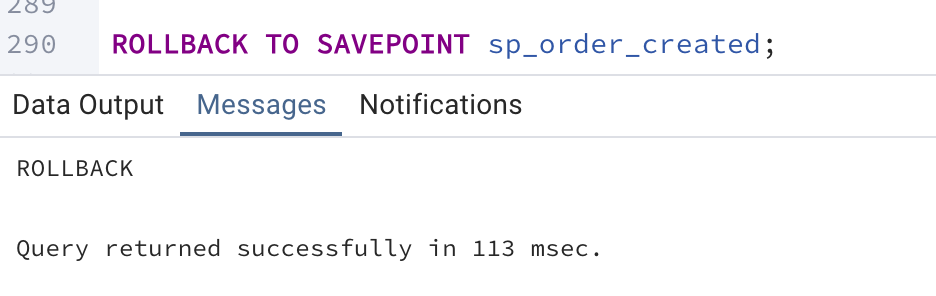 289
290 ROLLBACK TO SAVEPOINT sp_order_created;
Data Output Messages Notifications
ROLLBACK
Query returned successfully in 113 msec.